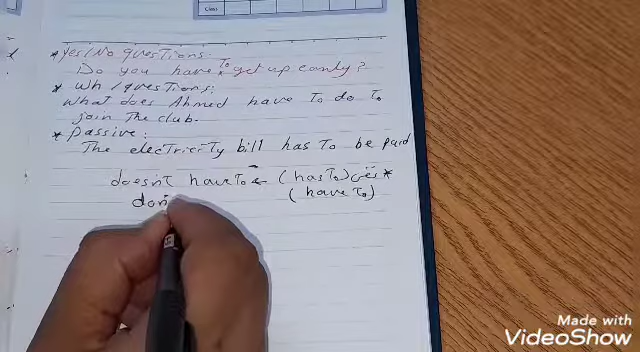 Class
* Yes/No questions:
Do you have To get up early?
* Wh/questions:
What does Ahmed have To do To
join The club.
* Passive:
The electricity bill has To be paid
doesn't have To ← (has To) نفي *
don' (have To)
Made with
VideoShow